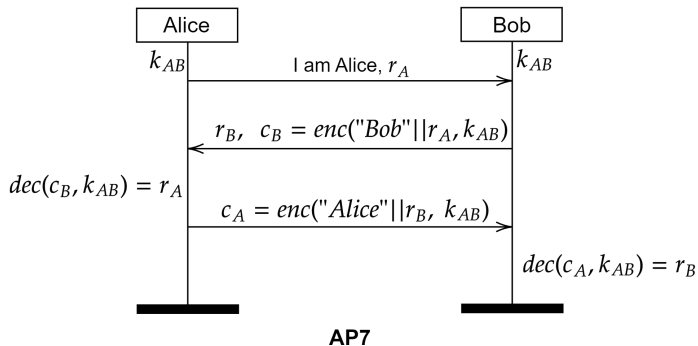 Alice Bob
k_AB k_AB
I am Alice, r_A
r_B, c_B = enc("Bob"||r_A, k_AB)
dec(c_B, k_AB) = r_A
c_A = enc("Alice"||r_B, k_AB)
dec(c_A, k_AB) = r_B
AP7